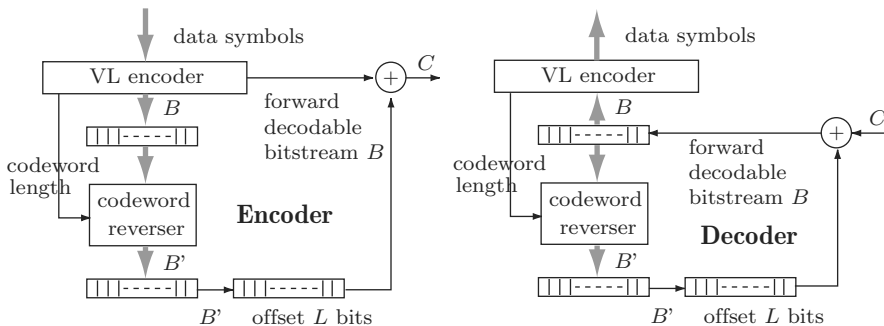 data symbols
VL encoder
+
C
B
forward
decodable
bitstream B
codeword
length
codeword
reverser
Encoder
B'
B'
offset L bits
data symbols
VL encoder
B
+
C
forward
decodable
bitstream B
codeword
length
codeword
reverser
Decoder
B'
B'
offset L bits